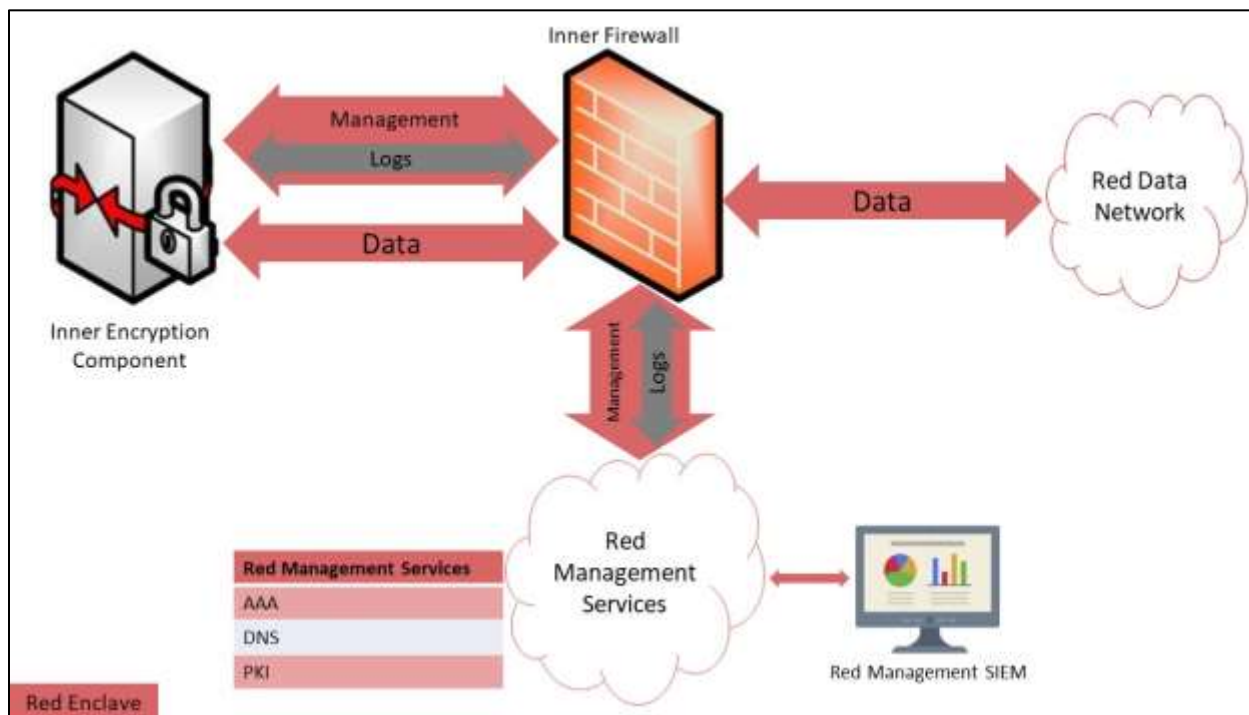 Inner Firewall
Management
Logs
Data
Data
Red Data
Network
Inner Encryption
Component
Management
Logs
Red
Management
Services
Red Management Services
AAA
DNS
PKI
Red Management SIEM
Red Enclave